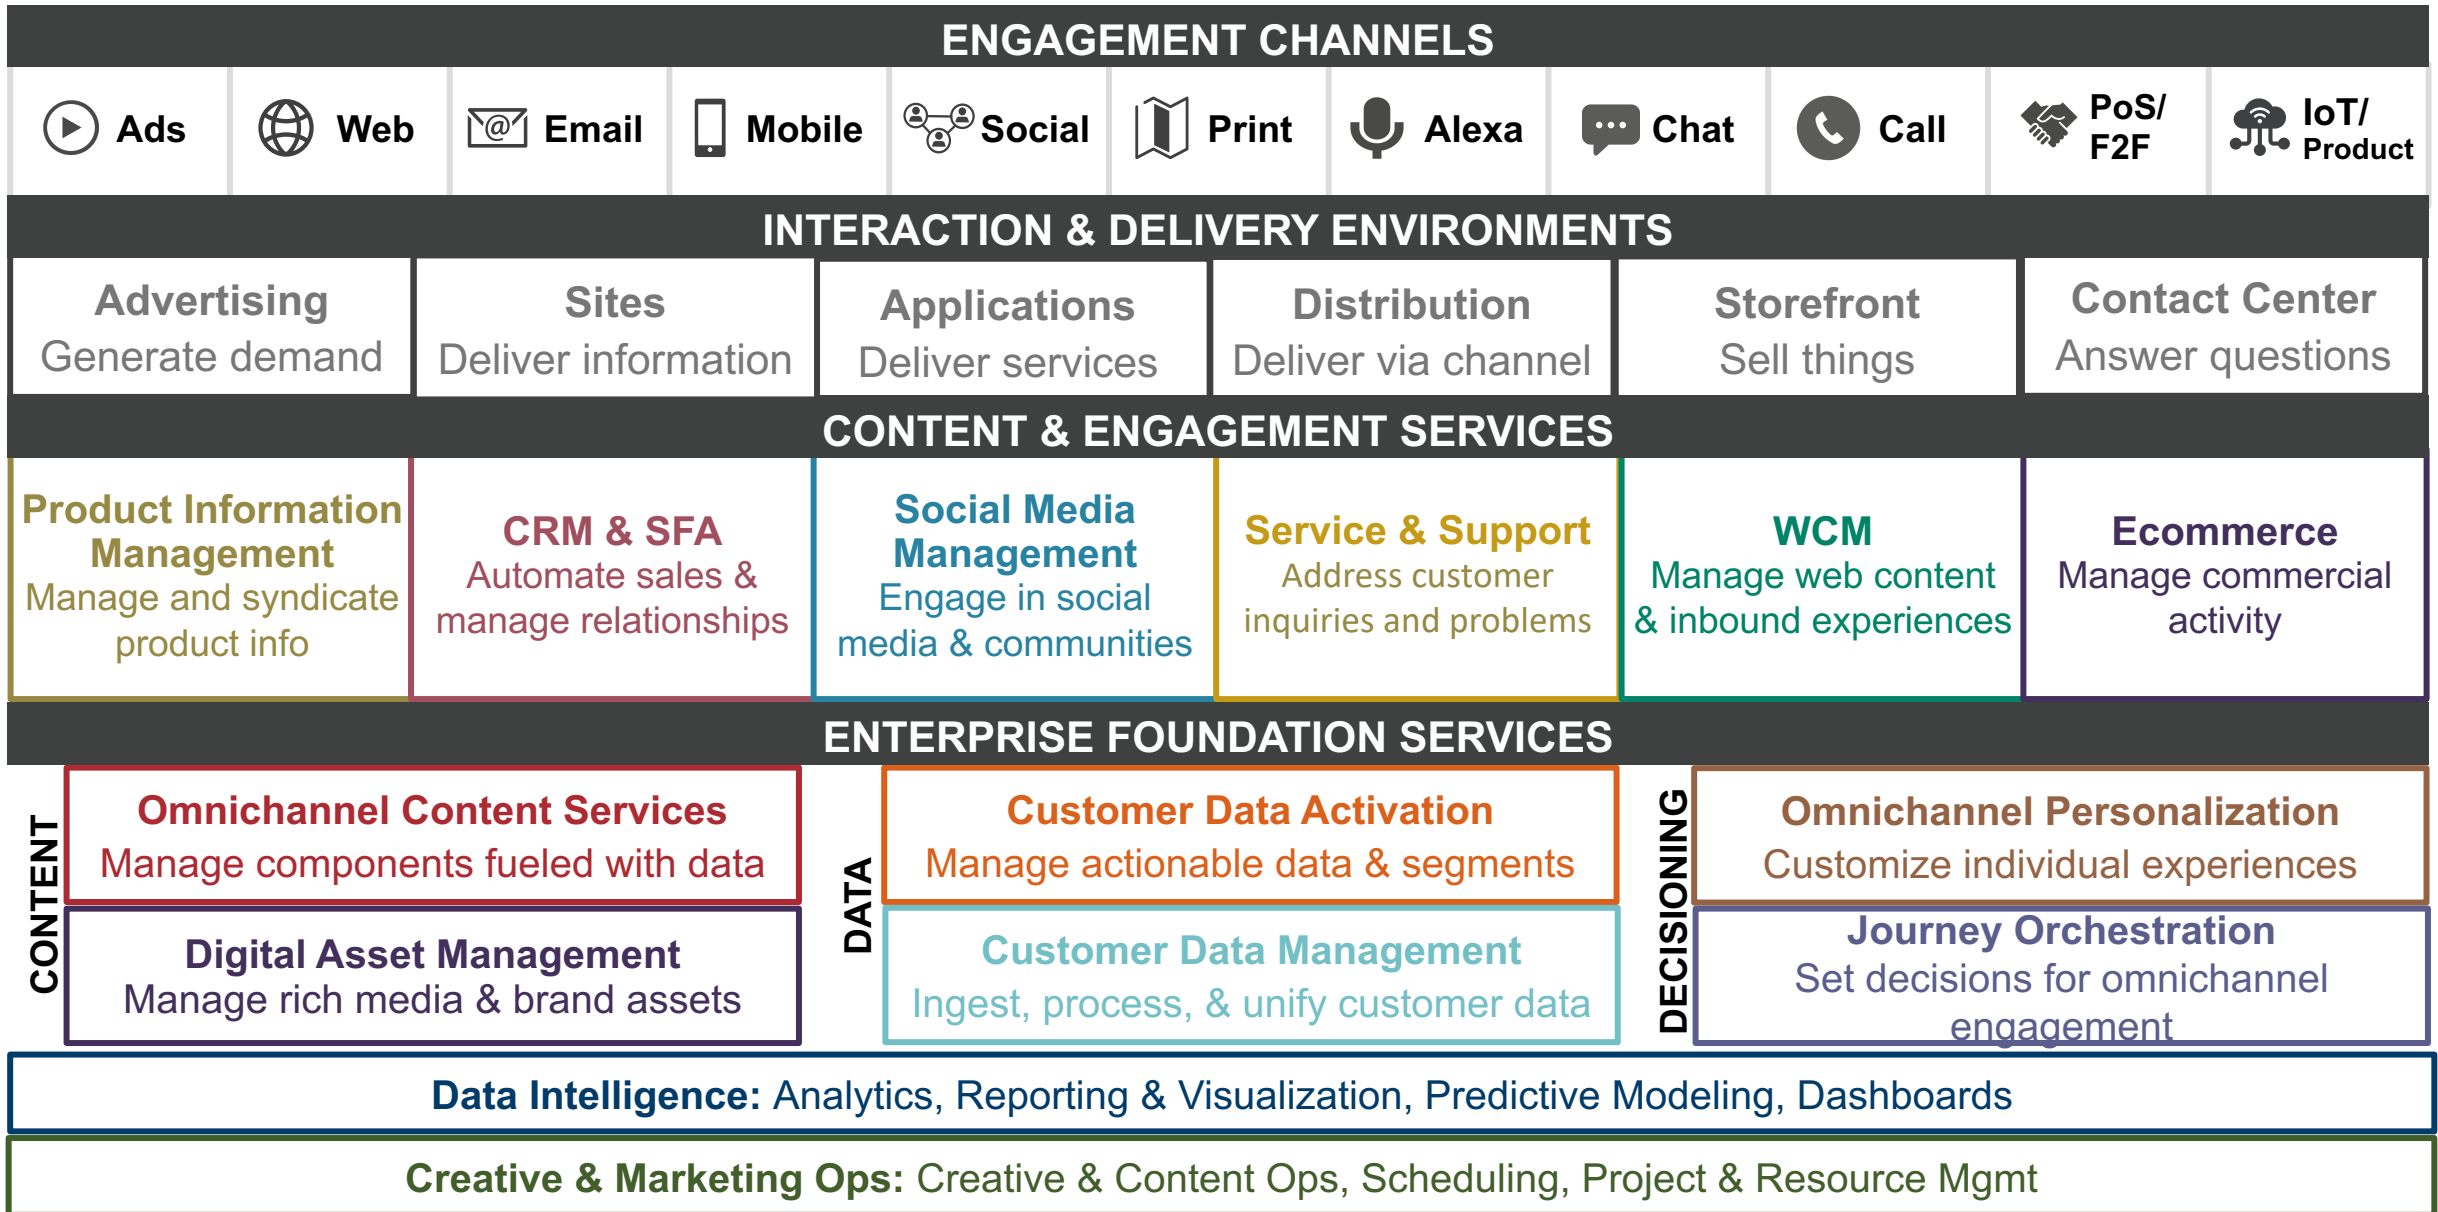 ENGAGEMENT CHANNELS
Ads
Web
@
Email
Mobile
Social
Print
Alexa
Chat
Call
PoS/
F2F
IoT/
Product
INTERACTION & DELIVERY ENVIRONMENTS
Advertising
Generate demand
Sites
Deliver information
Applications
Deliver services
Distribution
Deliver via channel
Storefront
Sell things
Contact Center
Answer questions
CONTENT & ENGAGEMENT SERVICES
Product Information
Management
Manage and syndicate
product info
CRM & SFA
Automate sales &
manage relationships
Social Media
Management
Engage in social
media & communities
Service & Support
Address customer
inquiries and problems
WCM
Manage web content
& inbound experiences
Ecommerce
Manage commercial
activity
ENTERPRISE FOUNDATION SERVICES
CONTENT
Omnichannel Content Services
Manage components fueled with data
Digital Asset Management
Manage rich media & brand assets
DATA
Customer Data Activation
Manage actionable data & segments
Customer Data Management
Ingest, process, & unify customer data
DECISIONING
Omnichannel Personalization
Customize individual experiences
Journey Orchestration
Set decisions for omnichannel
engagement
Data Intelligence: Analytics, Reporting & Visualization, Predictive Modeling, Dashboards
Creative & Marketing Ops: Creative & Content Ops, Scheduling, Project & Resource Mgmt